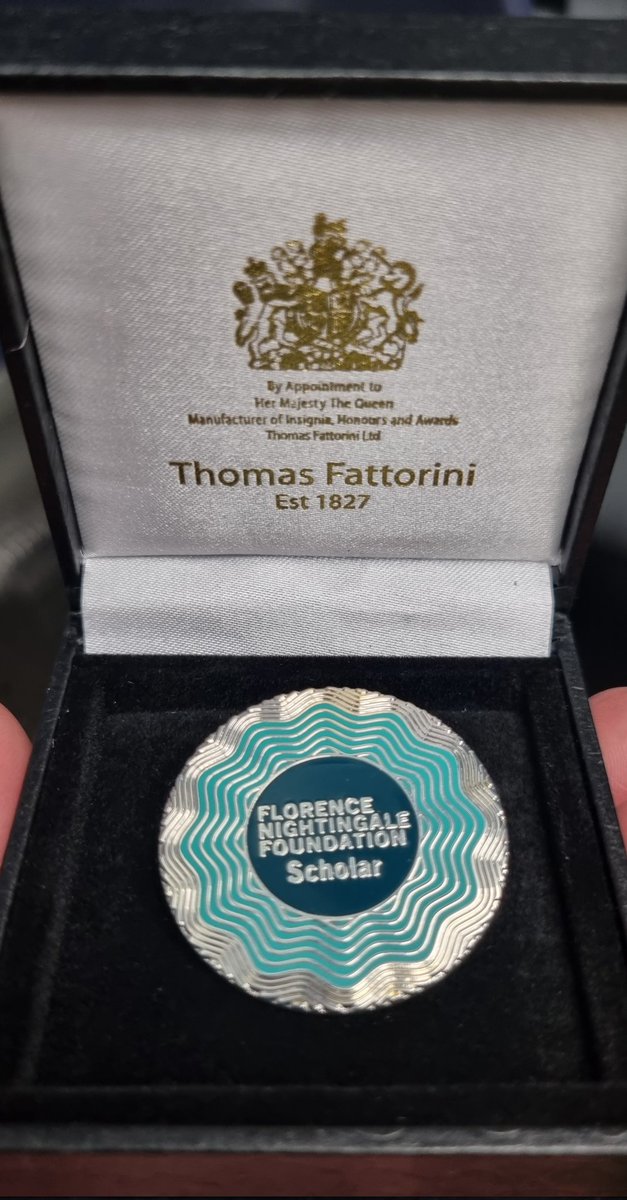 By Appointment to
Her Majesty The Queen
Manufacturer of Insignia, Honours and Awards
Thomas Fattorini Ltd
Thomas Fattorini
Est 1827
FLORENCE
NIGHTINGALE
FOUNDATION
Scholar